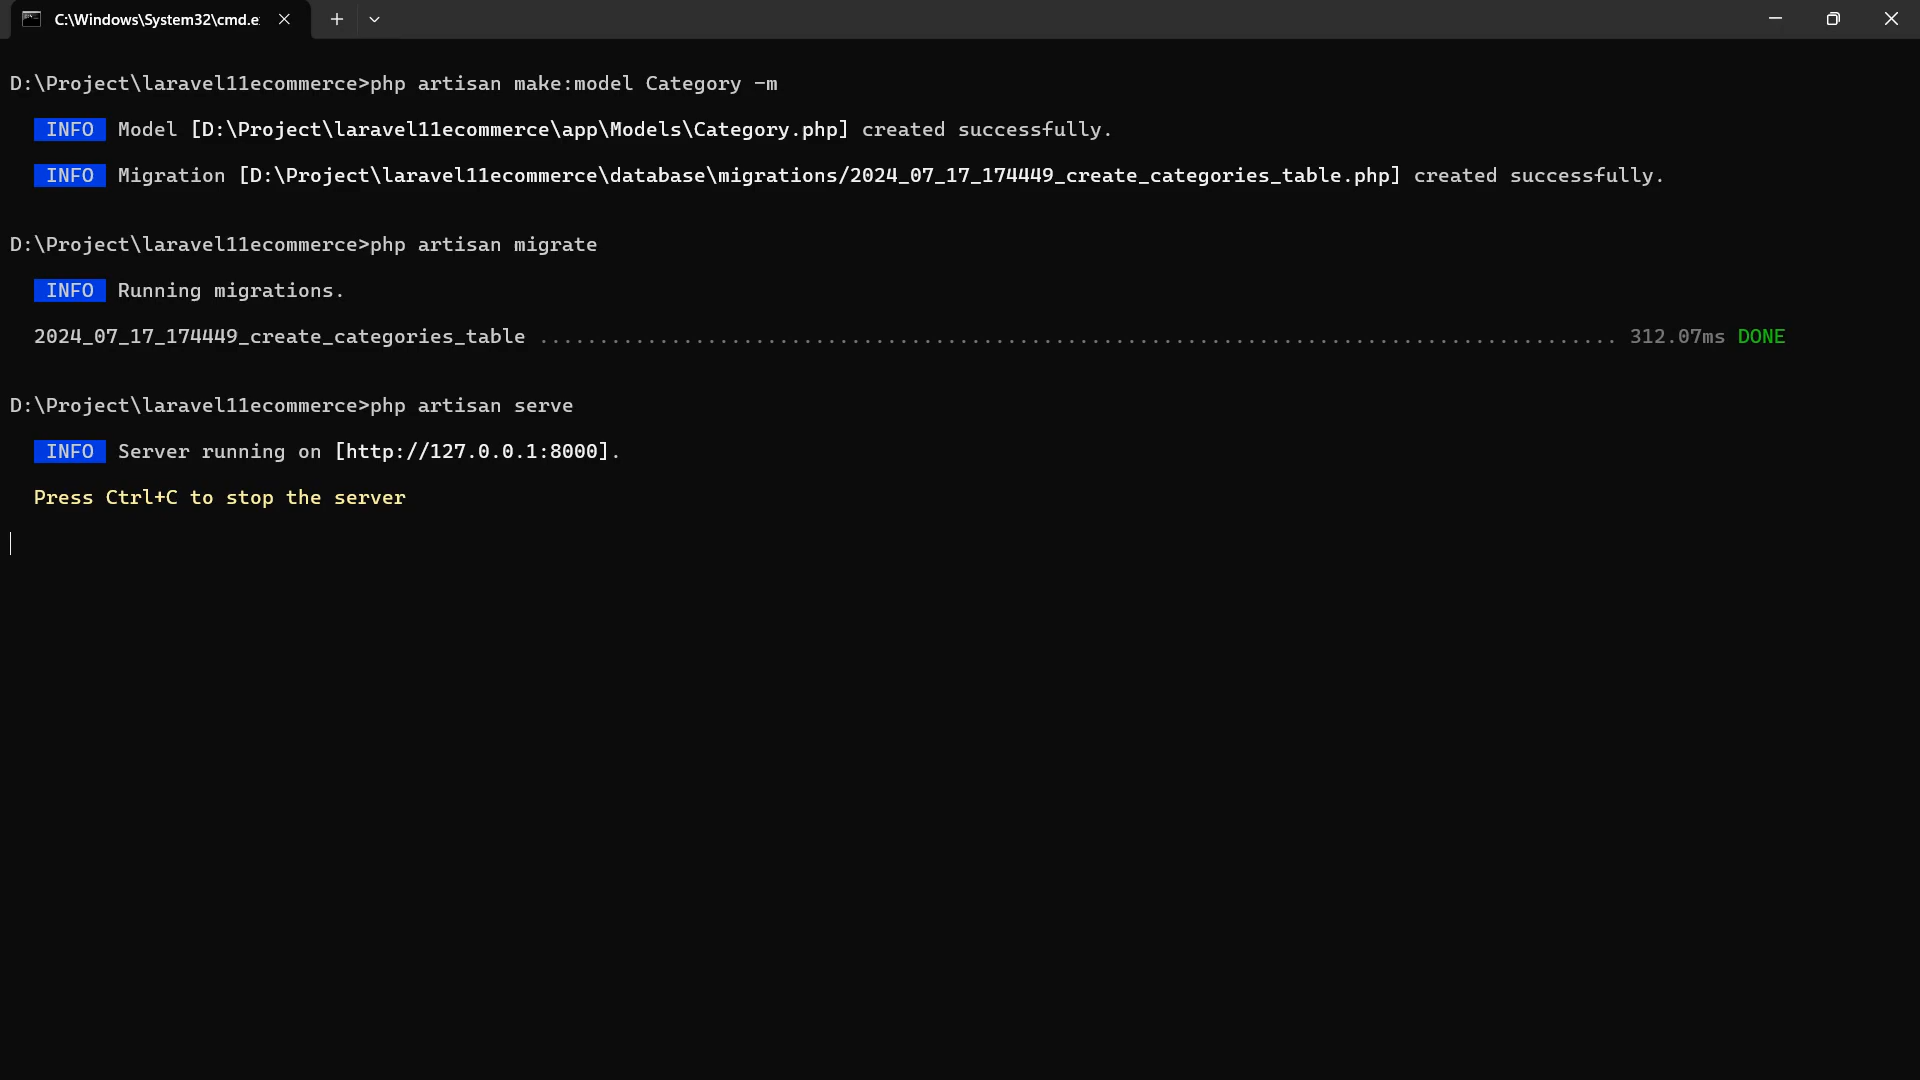 C:\Windows\System32\cmd.e
D:\Project\laravel11ecommerce>php artisan make:model Category -m
INFO Model [D:\Project\laravel11ecommerce\app\Models\Category.php] created successfully.
INFO Migration [D:\Project\laravel11ecommerce\database\migrations/2024_07_17_174449_create_categories_table.php] created successfully.
D:\Project\laravel11ecommerce>php artisan migrate
INFO Running migrations.
2024_07_17_174449_create_categories_table .......................................................................................... 312.07ms DONE
D:\Project\laravel11ecommerce>php artisan serve
INFO Server running on [http://127.0.0.1:8000].
Press Ctrl+C to stop the server